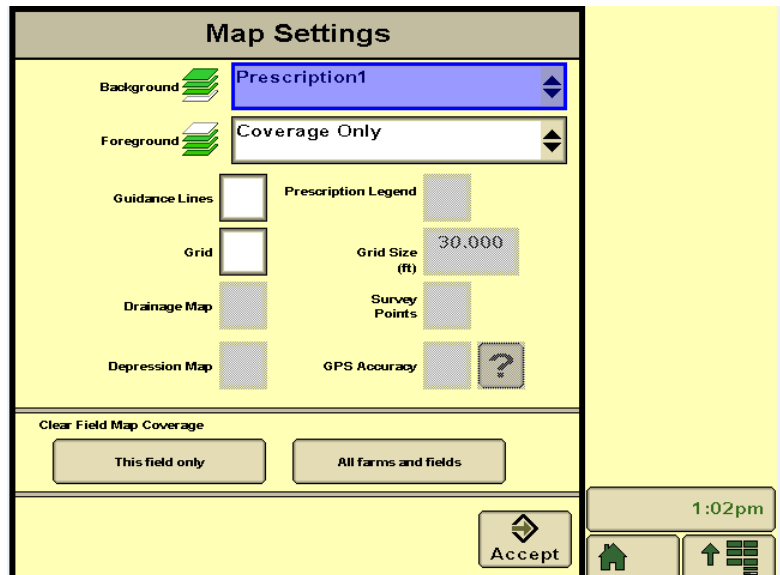 Map Settings
Background
Prescription1
Foreground
Coverage Only
Guidance Lines
Prescription Legend
Grid
Grid Size
(ft)
30.000
Drainage Map
Survey
Points
Depression Map
GPS Accuracy
?
Clear Field Map Coverage
This field only
All farms and fields
Accept
1:02pm